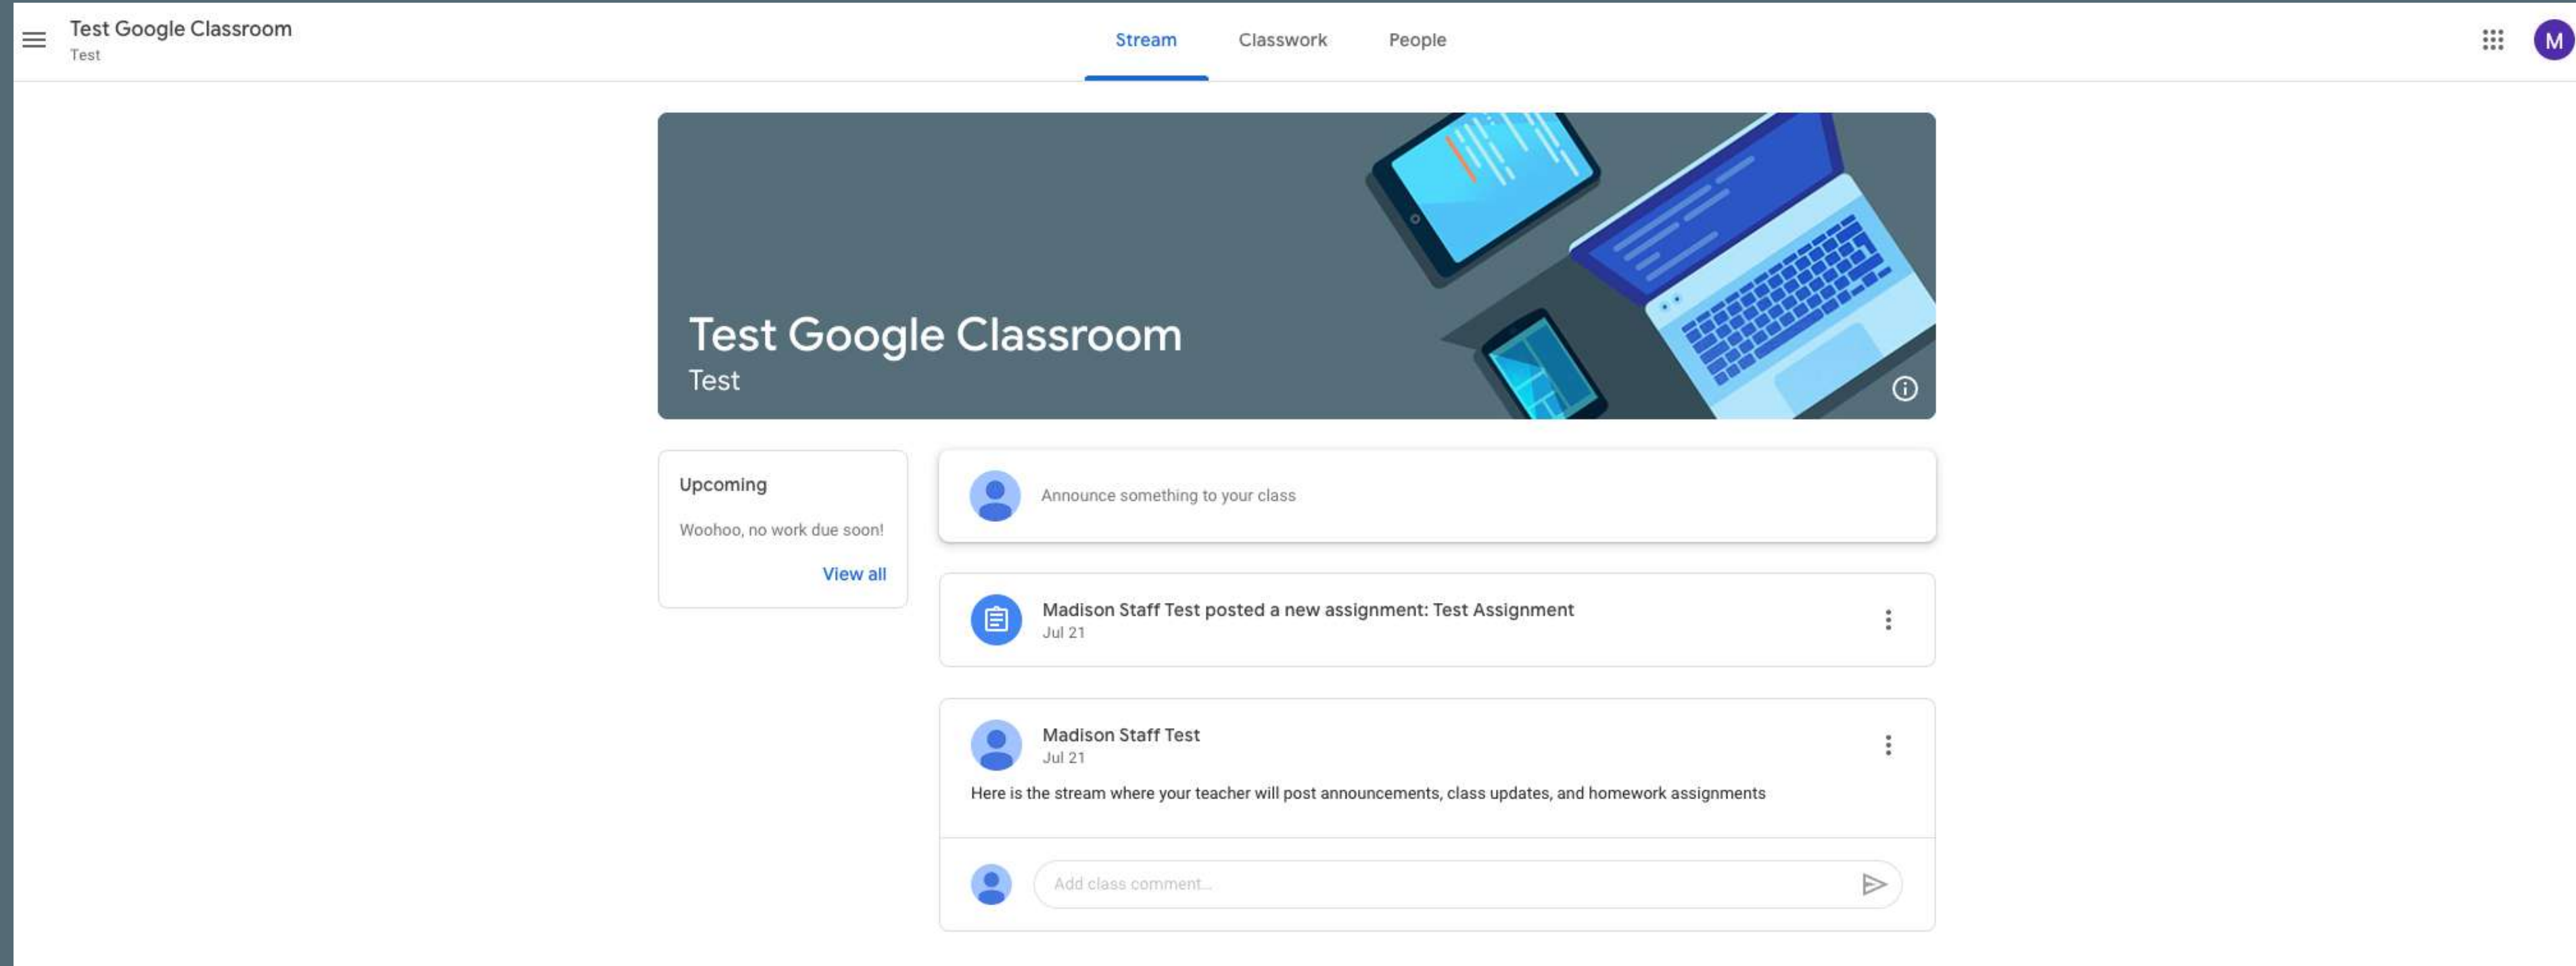 Test Google Classroom
Test
Stream
Classwork
People
M
Test Google Classroom
Test
Upcoming
Woohoo, no work due soon!
View all
Announce something to your class
Madison Staff Test posted a new assignment: Test Assignment
Jul 21
Madison Staff Test
Jul 21
Here is the stream where your teacher will post announcements, class updates, and homework assignments
Add class comment...